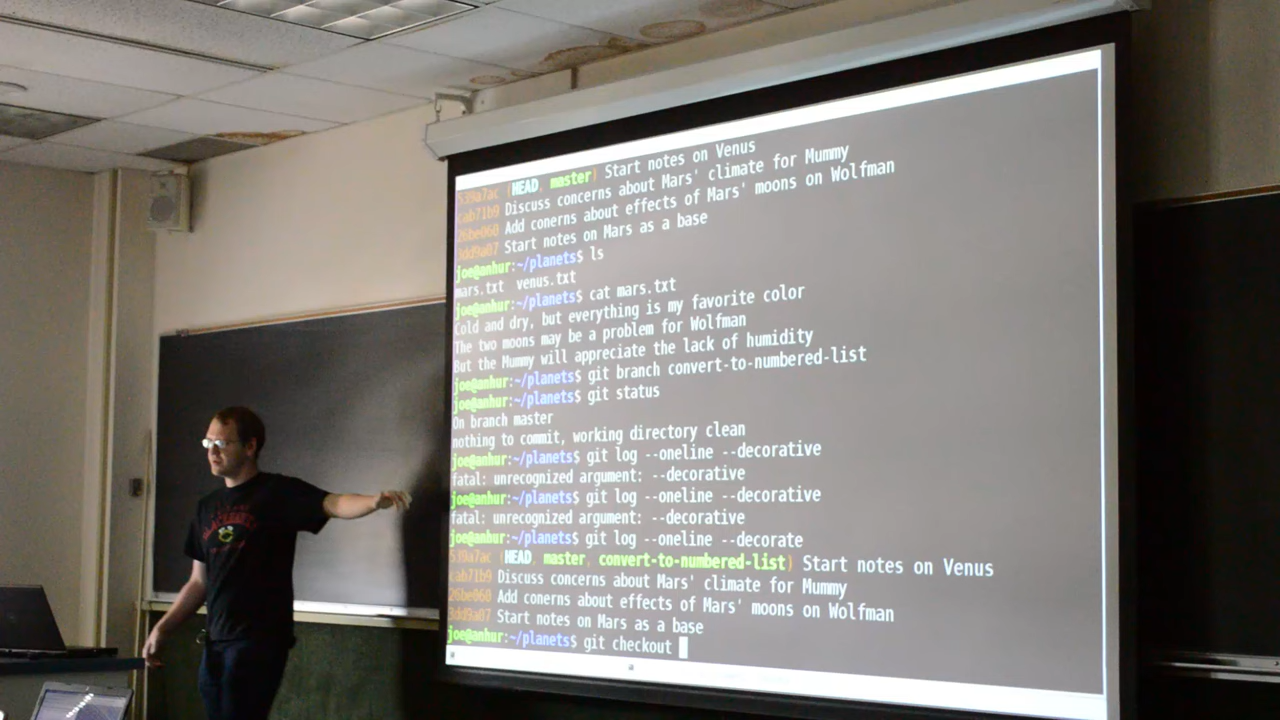 539a7ac (HEAD, master) Start notes on Venus
cab71b9 Discuss concerns about Mars' climate for Mummy
26be060 Add conerns about effects of Mars' moons on Wolfman
3dd9a07 Start notes on Mars as a base
joe@anhur:~/planets$ ls
mars.txt venus.txt
joe@anhur:~/planets$ cat mars.txt
Cold and dry, but everything is my favorite color
The two moons may be a problem for Wolfman
But the Mummy will appreciate the lack of humidity
joe@anhur:~/planets$ git branch convert-to-numbered-list
joe@anhur:~/planets$ git status
On branch master
nothing to commit, working directory clean
joe@anhur:~/planets$ git log --oneline --decorative
fatal: unrecognized argument: --decorative
joe@anhur:~/planets$ git log --oneline --decorative
fatal: unrecognized argument: --decorative
joe@anhur:~/planets$ git log --oneline --decorate
539a7ac (HEAD, master, convert-to-numbered-list) Start notes on Venus
cab71b9 Discuss concerns about Mars' climate for Mummy
26be060 Add conerns about effects of Mars' moons on Wolfman
3dd9a07 Start notes on Mars as a base
joe@anhur:~/planets$ git checkout